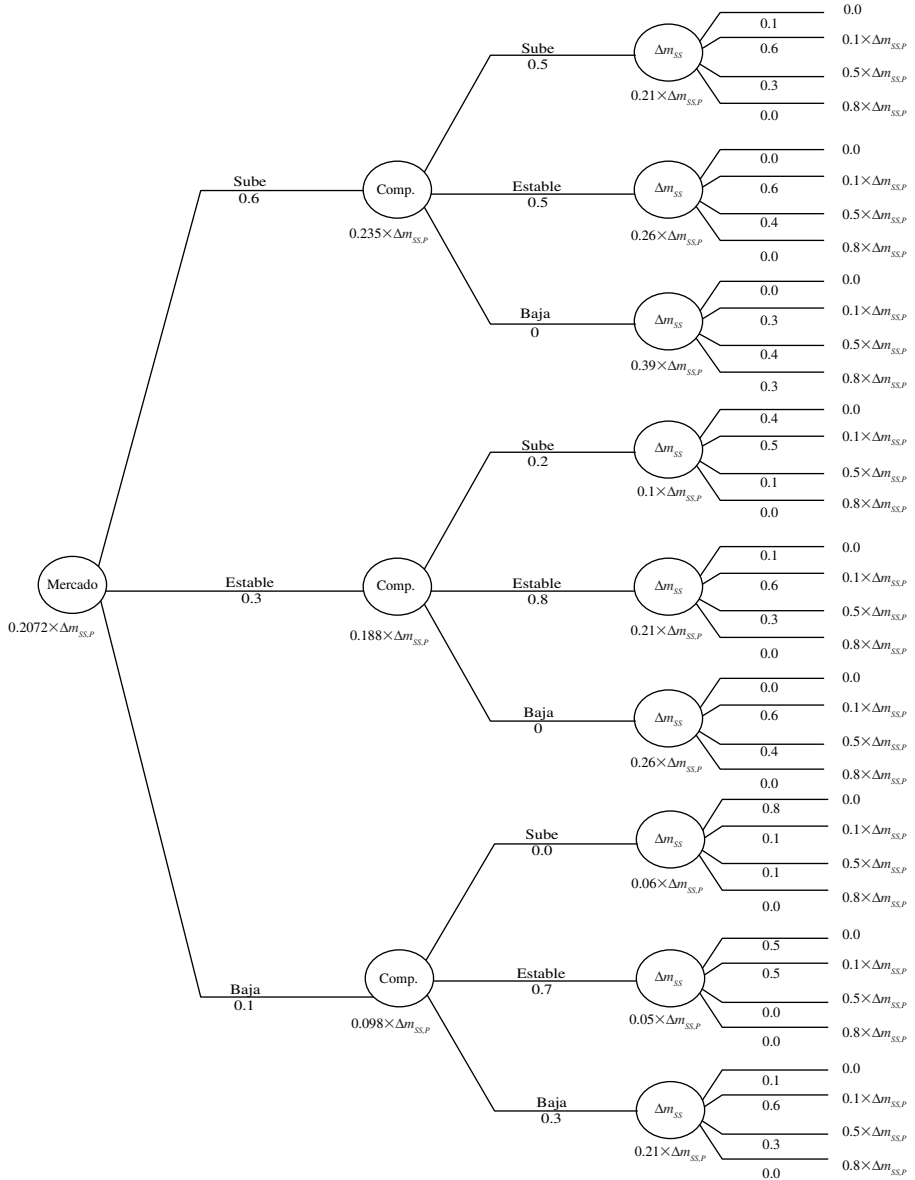 0.0
0.1
0.1×Δm_SS,P
Sube
0.5
Δm_SS
0.6
0.5×Δm_SS,P
0.3
0.21×Δm_SS,P
0.8×Δm_SS,P
0.0
0.0
0.0
0.1×Δm_SS,P
Sube
0.6
Comp.
Estable
0.5
Δm_SS
0.6
0.5×Δm_SS,P
0.4
0.235×Δm_SS,P
0.26×Δm_SS,P
0.8×Δm_SS,P
0.0
0.0
0.0
0.1×Δm_SS,P
Baja
0
Δm_SS
0.3
0.5×Δm_SS,P
0.4
0.39×Δm_SS,P
0.8×Δm_SS,P
0.3
0.0
0.4
0.1×Δm_SS,P
Sube
0.2
Δm_SS
0.5
0.5×Δm_SS,P
0.1
0.1×Δm_SS,P
0.8×Δm_SS,P
0.0
0.0
0.1
0.1×Δm_SS,P
Mercado
Estable
0.3
Comp.
Estable
0.8
Δm_SS
0.6
0.5×Δm_SS,P
0.3
0.2072×Δm_SS,P
0.188×Δm_SS,P
0.21×Δm_SS,P
0.8×Δm_SS,P
0.0
0.0
0.0
0.1×Δm_SS,P
Baja
0
Δm_SS
0.6
0.5×Δm_SS,P
0.4
0.26×Δm_SS,P
0.8×Δm_SS,P
0.0
0.0
0.8
0.1×Δm_SS,P
Sube
0.0
Δm_SS
0.1
0.5×Δm_SS,P
0.1
0.06×Δm_SS,P
0.8×Δm_SS,P
0.0
0.0
0.5
0.1×Δm_SS,P
Baja
0.1
Comp.
Estable
0.7
Δm_SS
0.5
0.5×Δm_SS,P
0.0
0.098×Δm_SS,P
0.05×Δm_SS,P
0.8×Δm_SS,P
0.0
0.0
0.1
0.1×Δm_SS,P
Baja
0.3
Δm_SS
0.6
0.5×Δm_SS,P
0.3
0.21×Δm_SS,P
0.8×Δm_SS,P
0.0